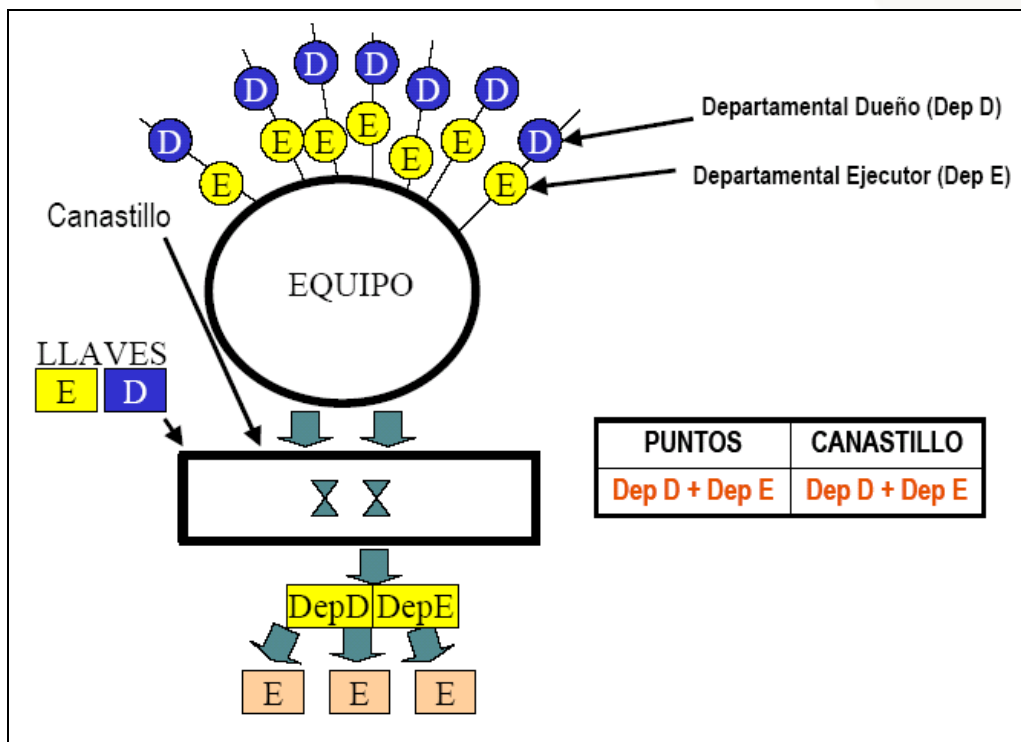 D
D
D
D
D
D
D
E
E
E
E
E
E
E
Departamental Dueño (Dep D)
Departamental Ejecutor (Dep E)
Canastillo
EQUIPO
LLAVES
E D
PUNTOS CANASTILLO
Dep D + Dep E Dep D + Dep E
DepD DepE
E E E